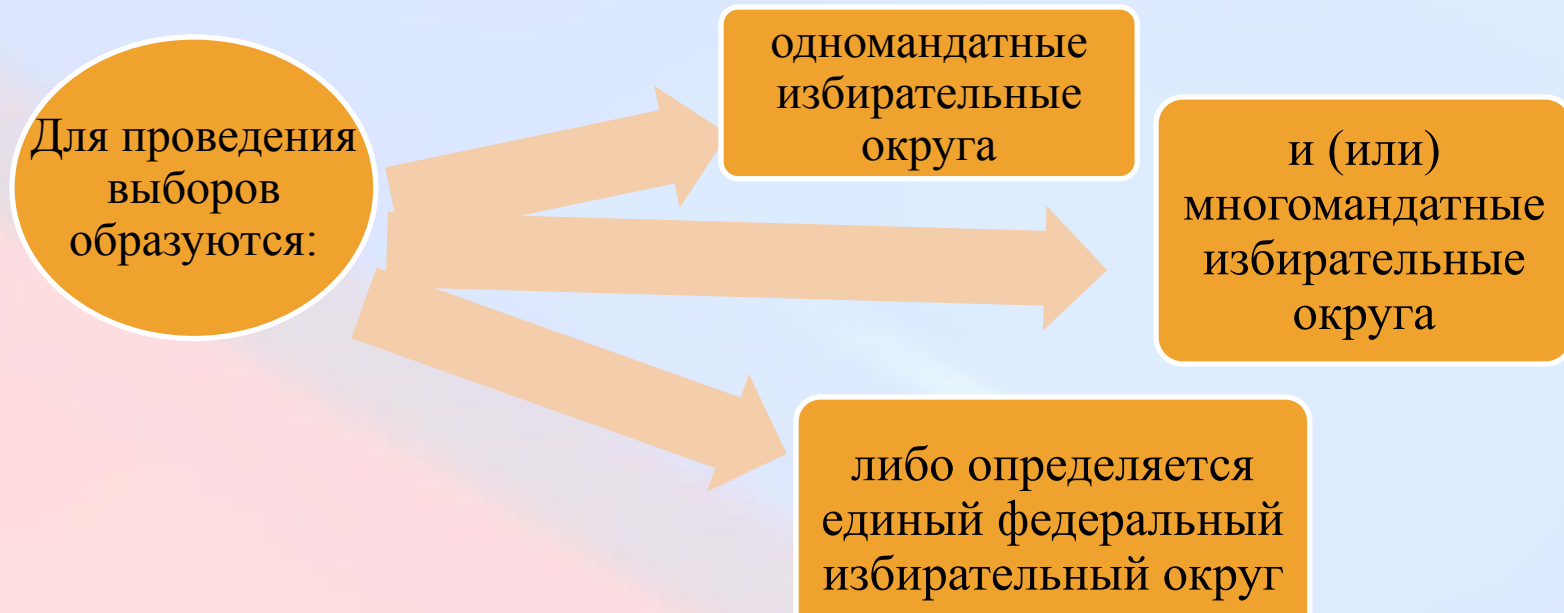 Для проведения
выборов
образуются:
одномандатные
избирательные
округа
и (или)
многомандатные
избирательные
округа
либо определяется
единый федеральный
избирательный округ